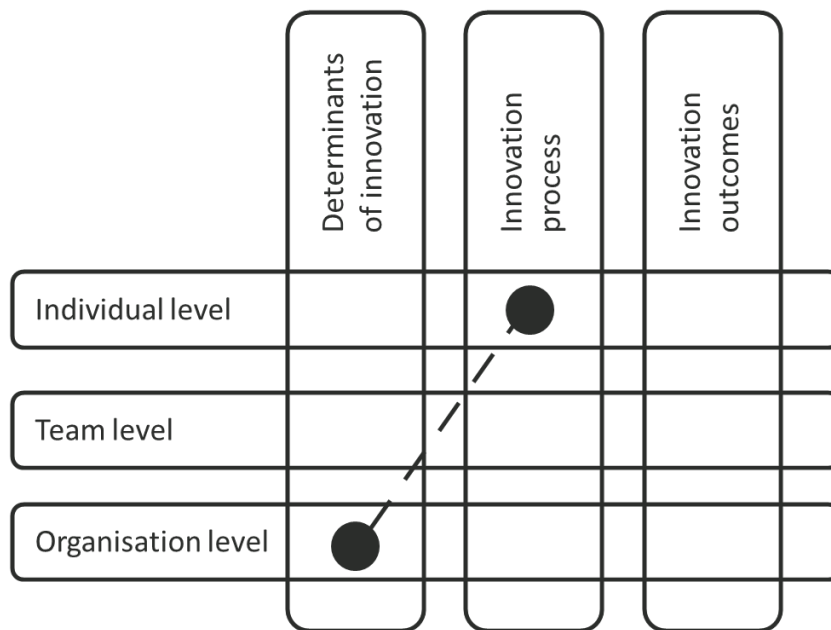 Determinants
of innovation
Innovation
process
Innovation
outcomes
Individual level
Team level
Organisation level